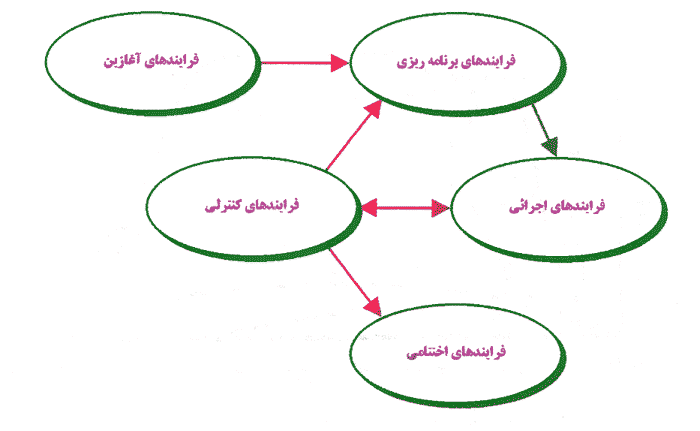 فرایندهای آغازین
فرایندهای برنامه ریزی
فرایندهای کنترلی
فرایندهای اجرائی
فرایندهای اختتامی